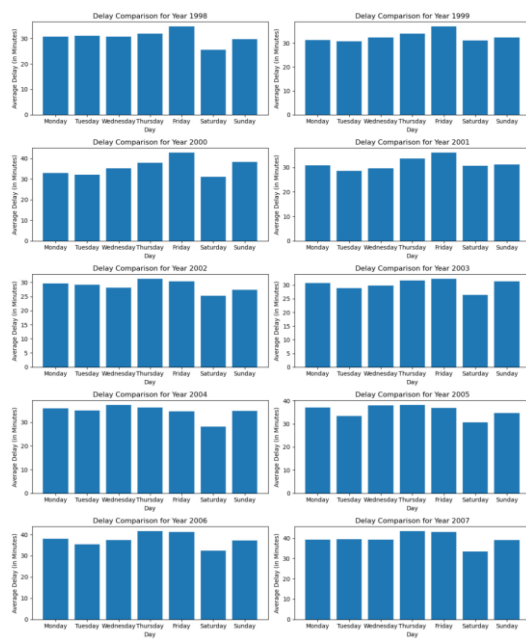 Delay Comparison for Year 1998
Average Delay (in Minutes)
30
20
10
0
Monday Tuesday Wednesday Thursday Friday Saturday Sunday
Day
Delay Comparison for Year 1999
Average Delay (in Minutes)
30
20
10
0
Monday Tuesday Wednesday Thursday Friday Saturday Sunday
Day
Delay Comparison for Year 2000
Average Delay (in Minutes)
40
30
20
10
0
Monday Tuesday Wednesday Thursday Friday Saturday Sunday
Day
Delay Comparison for Year 2001
Average Delay (in Minutes)
30
20
10
0
Monday Tuesday Wednesday Thursday Friday Saturday Sunday
Day
Delay Comparison for Year 2002
Average Delay (in Minutes)
30
25
20
15
10
5
0
Monday Tuesday Wednesday Thursday Friday Saturday Sunday
Day
Delay Comparison for Year 2003
Average Delay (in Minutes)
30
25
20
15
10
5
0
Monday Tuesday Wednesday Thursday Friday Saturday Sunday
Day
Delay Comparison for Year 2004
Average Delay (in Minutes)
30
20
10
0
Monday Tuesday Wednesday Thursday Friday Saturday Sunday
Day
Delay Comparison for Year 2005
Average Delay (in Minutes)
40
30
20
10
0
Monday Tuesday Wednesday Thursday Friday Saturday Sunday
Day
Delay Comparison for Year 2006
Average Delay (in Minutes)
40
30
20
10
0
Monday Tuesday Wednesday Thursday Friday Saturday Sunday
Day
Delay Comparison for Year 2007
Average Delay (in Minutes)
40
30
20
10
0
Monday Tuesday Wednesday Thursday Friday Saturday Sunday
Day